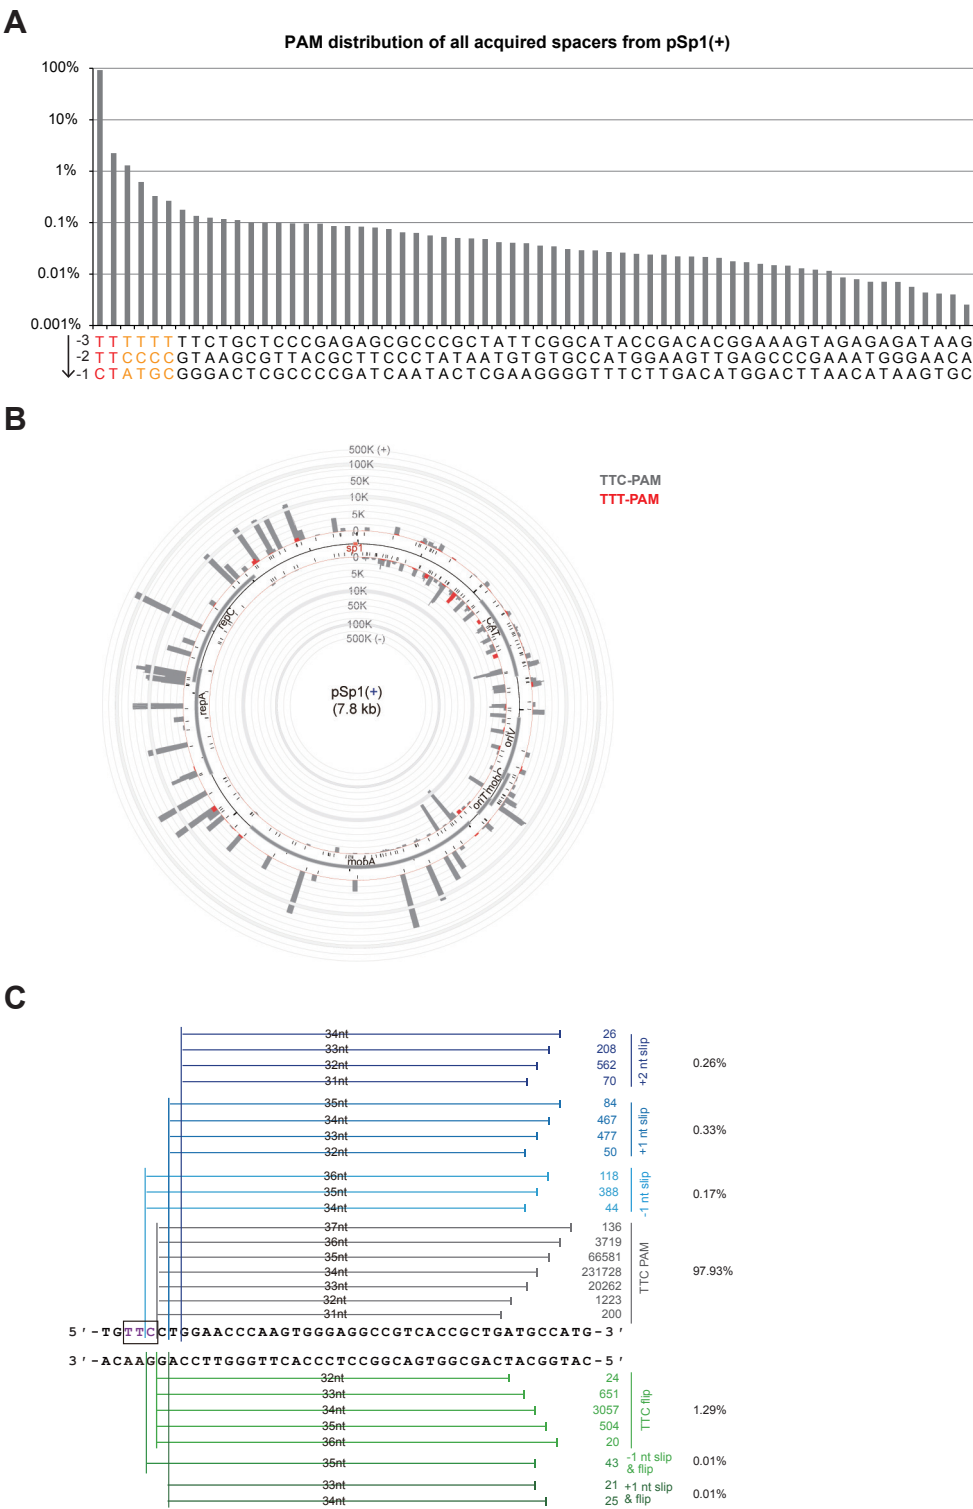 A
PAM distribution of all acquired spacers from pSp1(+)
100%
10%
1%
0.1%
0.01%
0.001%
-3 T T T T T T T T C T G C T C C C G A G A G C G C C C G C T A T T C G G C A T A C C G A C A C G G A A A G T A G A G A G A T A A G
-2 T T C C C C G T A A G C G T T A C G C T T C C C T A T A A T G T G T G C C A T G G A A G T T G A G C C C G A A A T G G G A A C A
-1 C T A T G C G G G A C T C G C C C C G A T C A A T A C T C G A A G G G G T T T C T T G A C A T G G A C T T A A C A T A A G T G C
B
500K (+)
100K
50K
10K
5K
0
sp1
0
5K
10K
50K
100K
500K (-)
TTC-PAM
TTT-PAM
CAT
oriV
mobC
oriT
mobA
repA
repC
pSp1(+)
(7.8 kb)
C
34nt 26
33nt 208
32nt 562
31nt 70
+2 nt slip
0.26%
35nt 84
34nt 467
33nt 477
32nt 50
+1 nt slip
0.33%
36nt 118
35nt 388
34nt 44
-1 nt slip
0.17%
37nt 136
36nt 3719
35nt 66581
34nt 231728
33nt 20262
32nt 1223
31nt 200
TTC PAM
97.93%
5'-TGTTCCTGGAACCCAAGTGGGAGGCCGTCACCGCTGATGCCATG-3'
3'-ACAAGGACCTTGGGTTCACCCTCCGGCAGTGGCGACTACGGTAC-5'
32nt 24
33nt 651
34nt 3057
35nt 504
36nt 20
TTC flip
1.29%
35nt 43 -1 nt slip & flip 0.01%
33nt 21
34nt 25
+1 nt slip & flip
0.01%